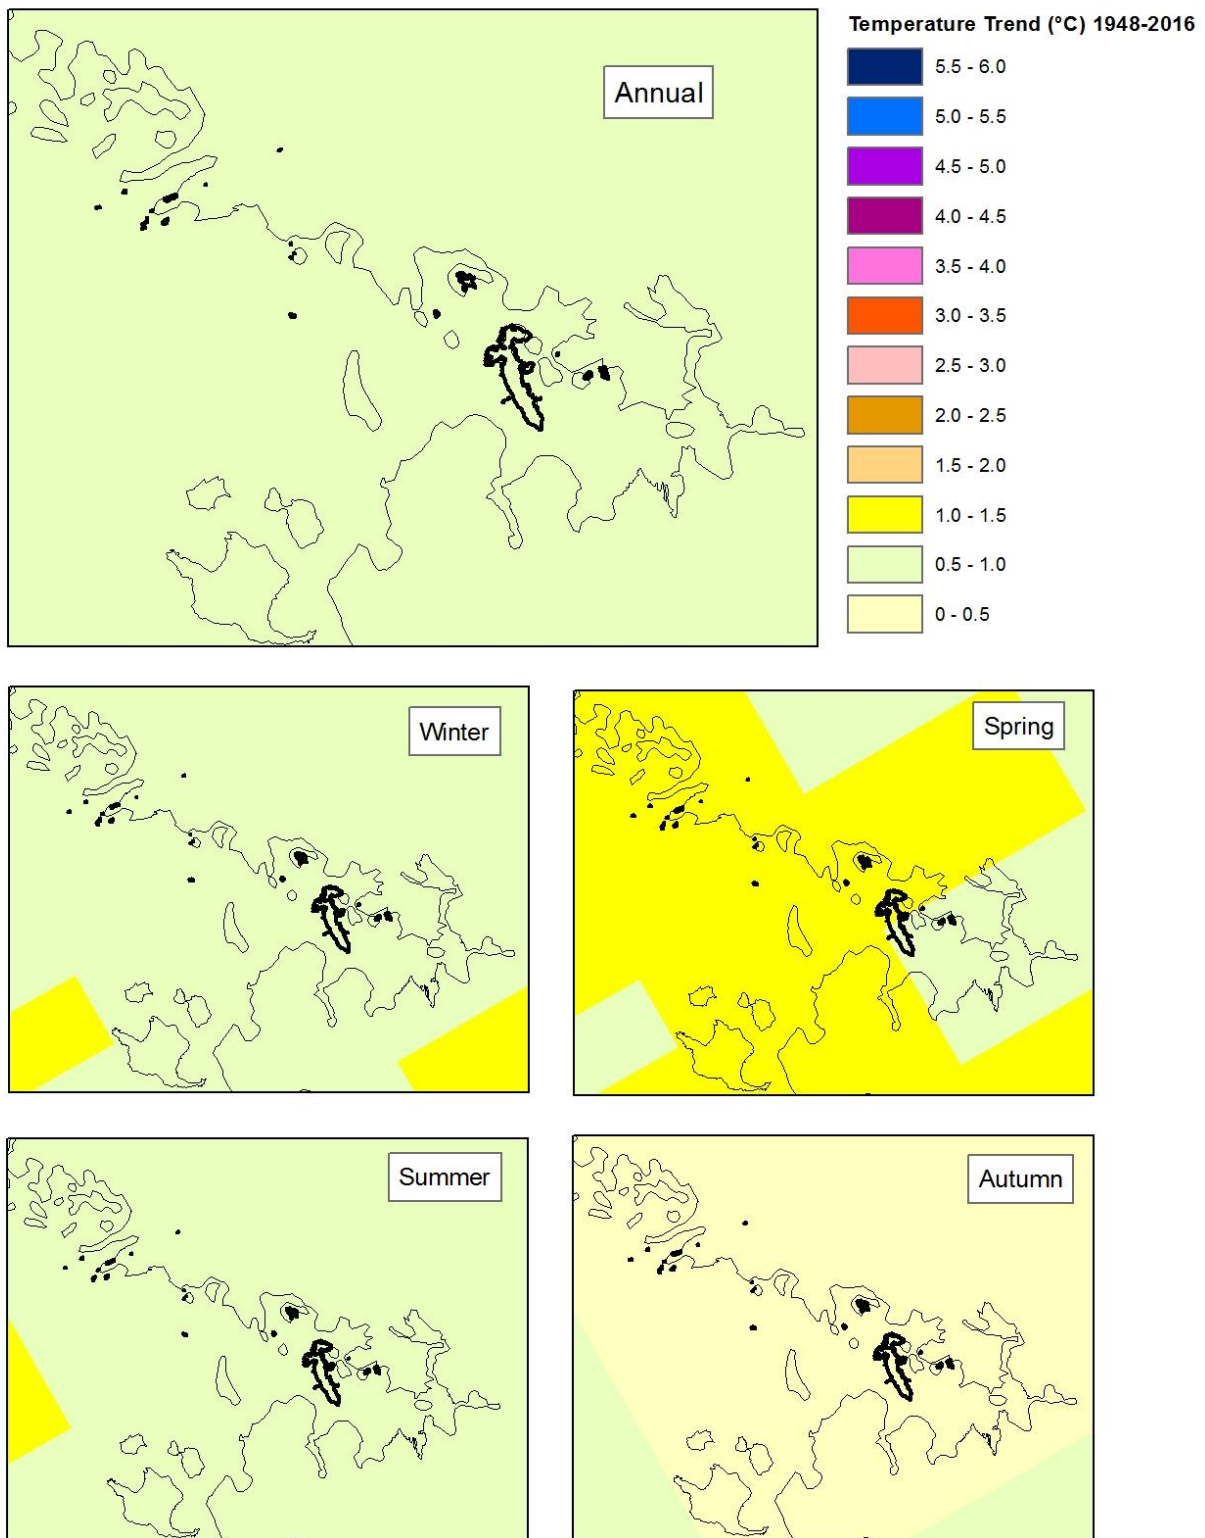 Temperature Trend (°C) 1948-2016
Annual
5.5 - 6.0
5.0 - 5.5
4.5 - 5.0
4.0 - 4.5
3.5 - 4.0
3.0 - 3.5
2.5 - 3.0
2.0 - 2.5
1.5 - 2.0
1.0 - 1.5
0.5 - 1.0
0 - 0.5
Winter
Spring
Summer
Autumn